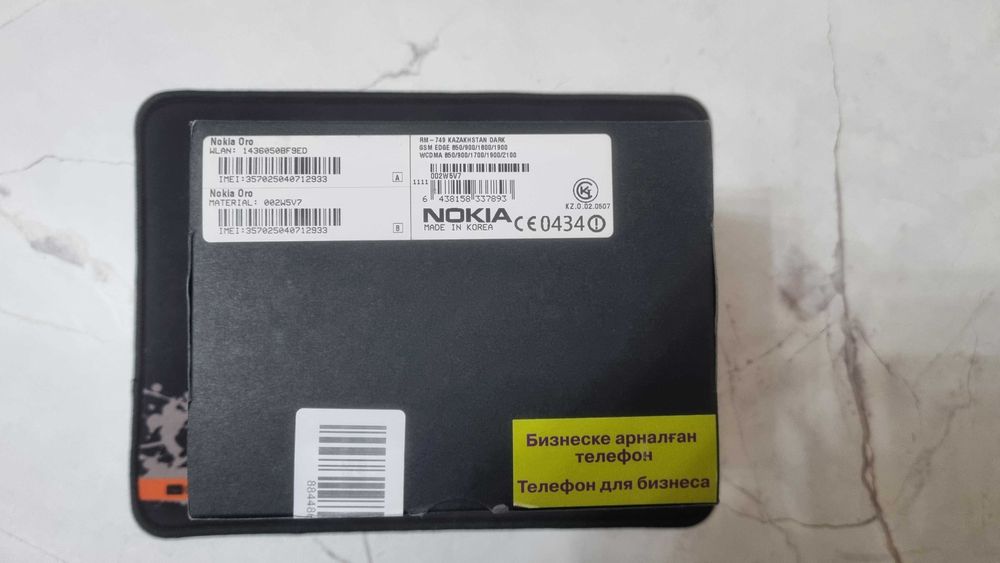 Nokia Oro
WLAN: 1436050BF9ED
IMEI:357025040712933
A
Nokia Oro
MATERIAL: 002W5V7
IMEI:357025040712933
B
RM-749 KAZAKHSTAN DARK
GSM EDGE 850/900/1800/1900
WCDMA 850/900/1700/1900/2100
002W5V7
1111
6 438158 337893
NOKIA
MADE IN KOREA
CE0434
KZ.0.02.0507
Бизнеске арналған
телефон
Телефон для бизнеса